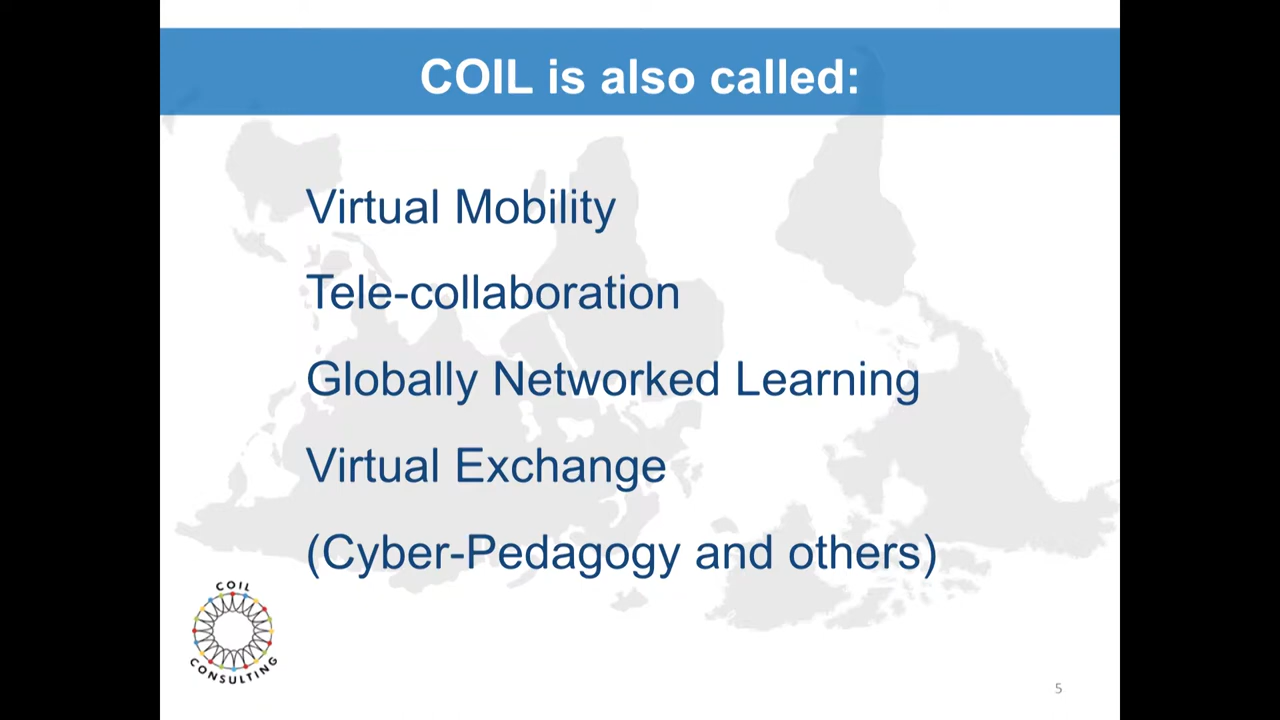 COIL is also called:
Virtual Mobility
Tele-collaboration
Globally Networked Learning
Virtual Exchange
(Cyber-Pedagogy and others)
COIL
CONSULTING
5